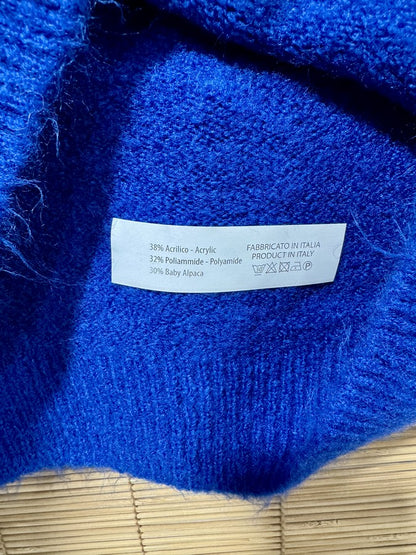 38% Acrilico - Acrylic
32% Poliammide - Polyamide
30% Baby Alpaca
FABBRICATO IN ITALIA
PRODUCT IN ITALY